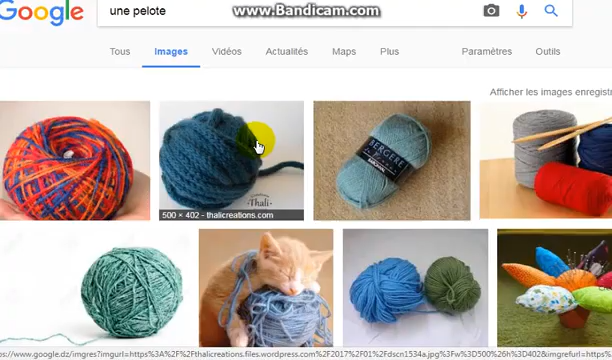 www.Bandicam.com
Google
une pelote
Tous Images Vidéos Actualités Maps Plus Paramètres Outils
Afficher les images enregist
BERGERE
Thali
500 × 402 - thalicreations.com
ps://www.google.dz/imgres?imgurl=https%3A%2F%2Fthalicreations.files.wordpress.com%2F2017%2F01%2Fdscn1534a.jpg%3Fw%3D500%26h%3D402&imgrefurl=https%